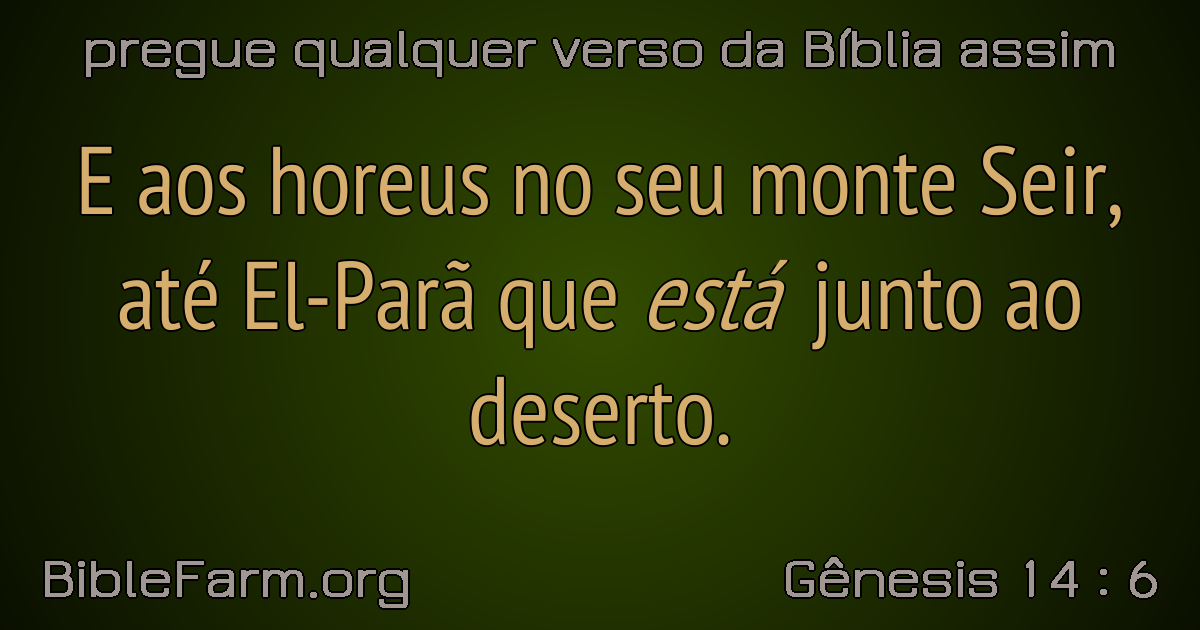 pregue qualquer verso da Bíblia assim
E aos horeus no seu monte Seir,
até El-Parã que está junto ao
deserto.
BibleFarm.org
Gênesis 14 : 6